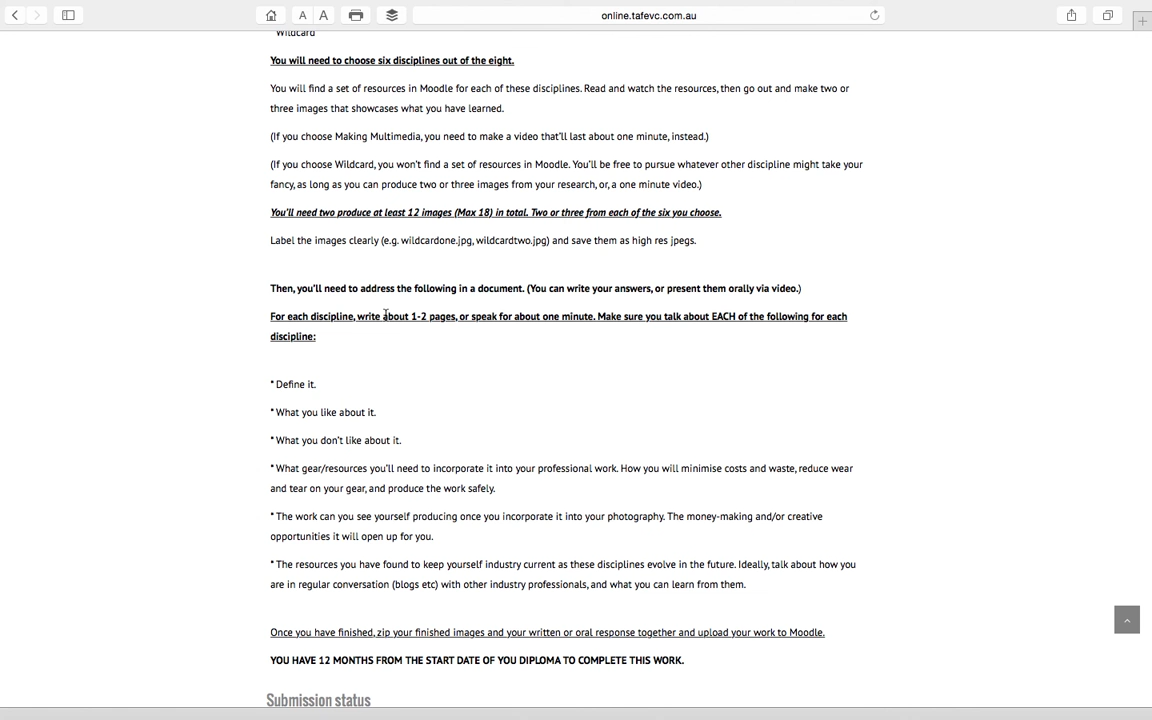 A A online.tafevc.com.au
Wildcard
You will need to choose six disciplines out of the eight.
You will find a set of resources in Moodle for each of these disciplines. Read and watch the resources, then go out and make two or
three images that showcases what you have learned.
(If you choose Making Multimedia, you need to make a video that'll last about one minute, instead.)
(If you choose Wildcard, you won't find a set of resources in Moodle. You'll be free to pursue whatever other discipline might take your
fancy, as long as you can produce two or three images from your research, or, a one minute video.)
You'll need two produce at least 12 images (Max 18) in total. Two or three from each of the six you choose.
Label the images clearly (e.g. wildcardone.jpg, wildcardtwo.jpg) and save them as high res jpegs.
Then, you'll need to address the following in a document. (You can write your answers, or present them orally via video.)
For each discipline, write about 1-2 pages, or speak for about one minute. Make sure you talk about EACH of the following for each
discipline:
* Define it.
* What you like about it.
* What you don't like about it.
* What gear/resources you'll need to incorporate it into your professional work. How you will minimise costs and waste, reduce wear
and tear on your gear, and produce the work safely.
* The work can you see yourself producing once you incorporate it into your photography. The money-making and/or creative
opportunities it will open up for you.
* The resources you have found to keep yourself industry current as these disciplines evolve in the future. Ideally, talk about how you
are in regular conversation (blogs etc) with other industry professionals, and what you can learn from them.
Once you have finished, zip your finished images and your written or oral response together and upload your work to Moodle.
YOU HAVE 12 MONTHS FROM THE START DATE OF YOU DIPLOMA TO COMPLETE THIS WORK.
Submission status